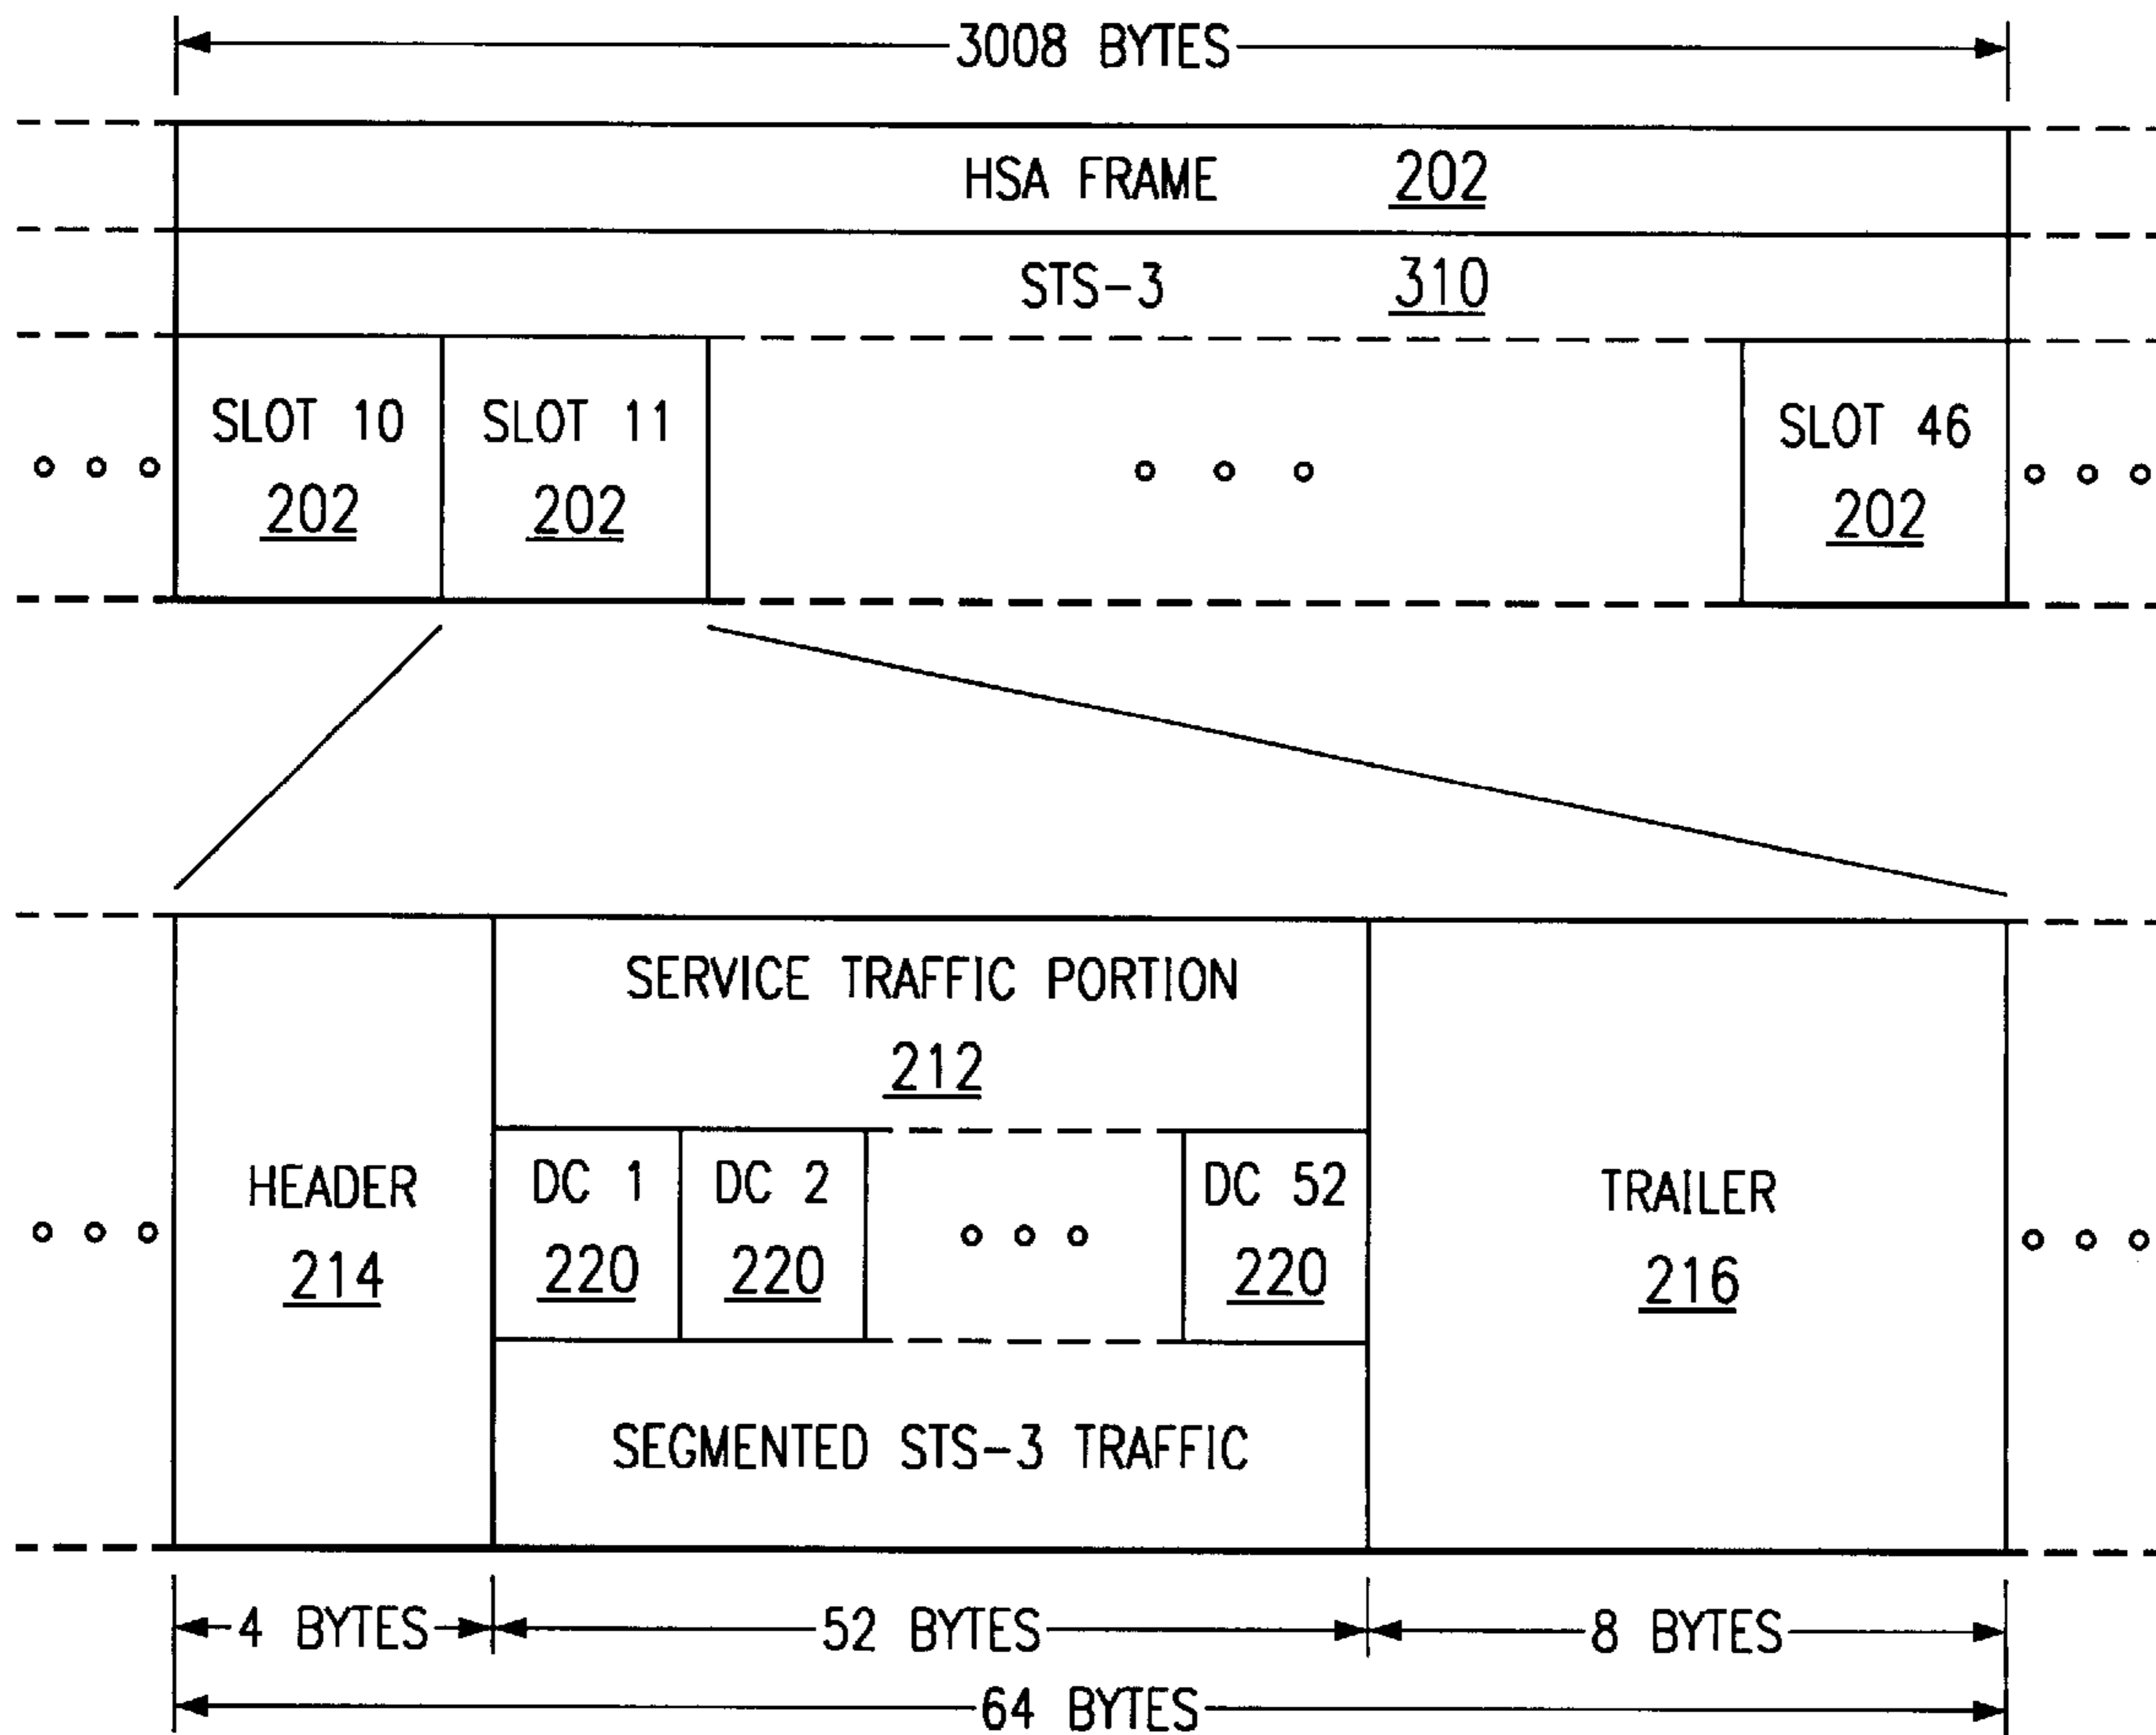 3008 BYTES
HSA FRAME 202
STS-3 310
SLOT 10
202
SLOT 11
202
SLOT 46
202
SERVICE TRAFFIC PORTION
212
HEADER
214
DC 1
220
DC 2
220
DC 52
220
TRAILER
216
SEGMENTED STS-3 TRAFFIC
4 BYTES
52 BYTES
8 BYTES
64 BYTES